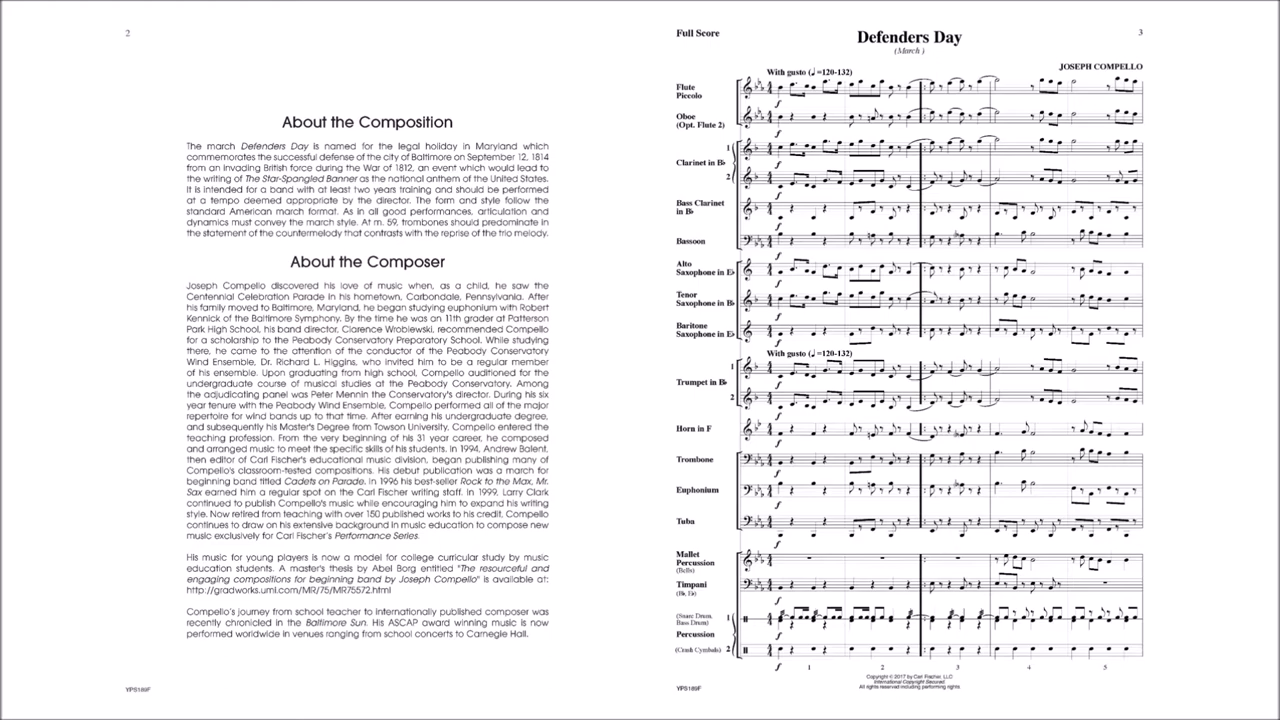 2
About the Composition
The march Defenders Day is named for the legal holiday in Maryland which
commemorates the successful defense of the city of Baltimore on September 12, 1814
from an invading British force during the War of 1812, an event which would lead to
the writing of The Star-Spangled Banner as the national anthem of the United States.
It is intended for a band with at least two years training and should be performed
at a tempo deemed appropriate by the director. The form and style follow the
standard American march format. As in all good performances, articulation and
dynamics must convey the march style. At m. 59, trombones should predominate in
the statement of the countermelody that contrasts with the reprise of the trio melody.
About the Composer
Joseph Compello discovered his love of music when, as a child, he saw the
Centennial Celebration Parade in his hometown, Carbondale, Pennsylvania. After
his family moved to Baltimore, Maryland, he began studying euphonium with Robert
Kennick of the Baltimore Symphony. By the time he was an 11th grader at Patterson
Park High School, his band director, Clarence Wroblewski, recommended Compello
for a scholarship to the Peabody Conservatory Preparatory School. While studying
there, he came to the attention of the conductor of the Peabody Conservatory
Wind Ensemble, Dr. Richard L. Higgins, who invited him to be a regular member
of his ensemble. Upon graduating from high school, Compello auditioned for the
undergraduate course of musical studies at the Peabody Conservatory. Among
the adjudicating panel was Peter Mennin the Conservatory's director. During his six
year tenure with the Peabody Wind Ensemble, Compello performed all of the major
repertoire for wind bands up to that time. After earning his undergraduate degree,
and subsequently his Master's Degree from Towson University, Compello entered the
teaching profession. From the very beginning of his 31 year career, he composed
and arranged music to meet the specific skills of his students. In 1994, Andrew Balent,
then editor of Carl Fischer's educational music division, began publishing many of
Compello's classroom-tested compositions. His debut publication was a march for
beginning band titled Cadets on Parade. In 1996 his best-seller Rock to the Max, Mr.
Sax earned him a regular spot on the Carl Fischer writing staff. In 1999, Larry Clark
continued to publish Compello's music while encouraging him to expand his writing
style. Now retired from teaching with over 150 published works to his credit, Compello
continues to draw on his extensive background in music education to compose new
music exclusively for Carl Fischer's Performance Series.
His music for young players is now a model for college curricular study by music
education students. A master's thesis by Abel Borg entitled "The resourceful and
engaging compositions for beginning band by Joseph Compello" is available at:
http://gradworks.umi.com/MR/75/MR75572.html
Compello's journey from school teacher to internationally published composer was
recently chronicled in the Baltimore Sun. His ASCAP award winning music is now
performed worldwide in venues ranging from school concerts to Carnegie Hall.
YPS189F
Full Score
Defenders Day
3
(March)
JOSEPH COMPELLO
With gusto (♩=120-132)
Flute
Piccolo
Oboe
(Opt. Flute 2)
1
Clarinet in B♭
2
Bass Clarinet
in B♭
Bassoon
Alto
Saxophone in E♭
Tenor
Saxophone in B♭
Baritone
Saxophone in E♭
With gusto (♩=120-132)
1
Trumpet in B♭
2
Horn in F
Trombone
Euphonium
Tuba
Mallet
Percussion
(Bells)
Timpani
(B♭, E♭)
(Snare Drum, 1
Bass Drum)
Percussion
(Crash Cymbals) 2
1 2 3 4 5
YPS189F
Copyright © 2017 by Carl Fischer, LLC
International Copyright Secured.
All rights reserved including performing rights.